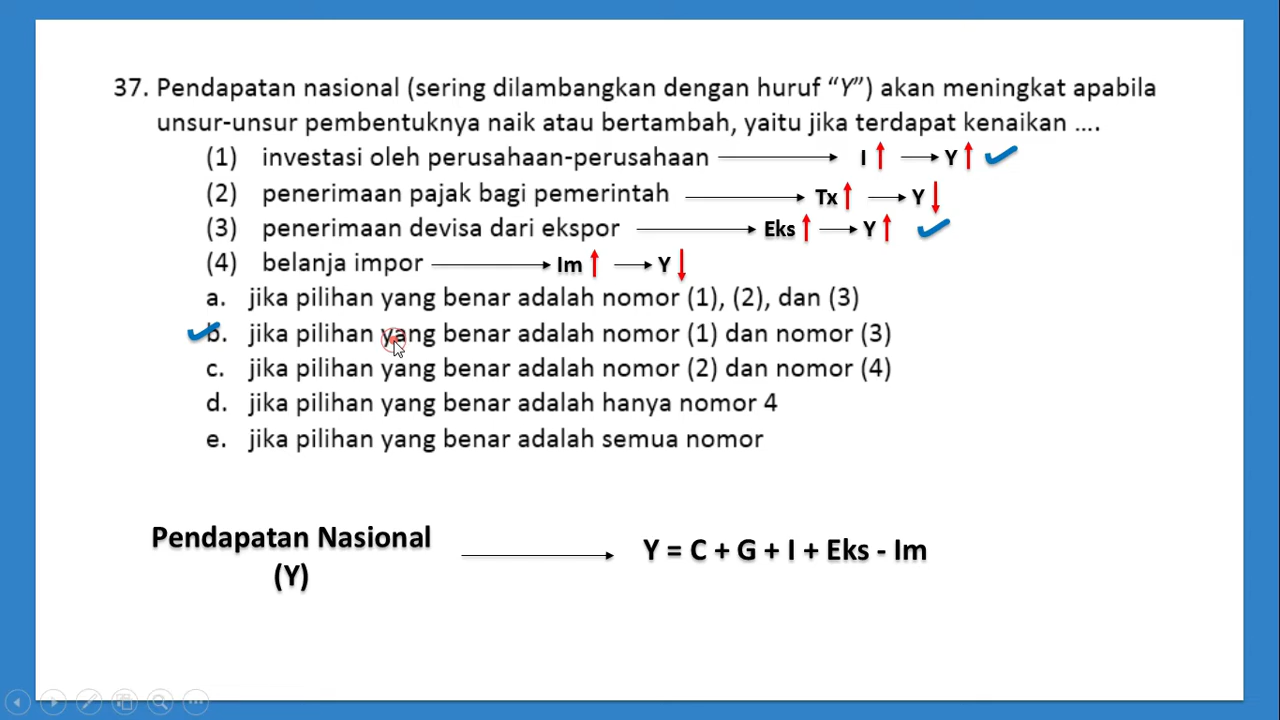 37. Pendapatan nasional (sering dilambangkan dengan huruf “Y”) akan meningkat apabila
unsur-unsur pembentuknya naik atau bertambah, yaitu jika terdapat kenaikan ....
(1) investasi oleh perusahaan-perusahaan I Y
(2) penerimaan pajak bagi pemerintah Tx Y
(3) penerimaan devisa dari ekspor Eks Y
(4) belanja impor Im Y
a. jika pilihan yang benar adalah nomor (1), (2), dan (3)
b. jika pilihan yang benar adalah nomor (1) dan nomor (3)
c. jika pilihan yang benar adalah nomor (2) dan nomor (4)
d. jika pilihan yang benar adalah hanya nomor 4
e. jika pilihan yang benar adalah semua nomor
Pendapatan Nasional
(Y)
Y = C + G + I + Eks - Im